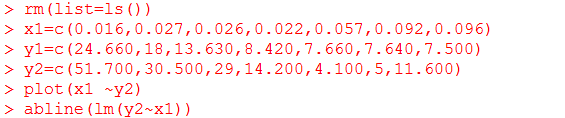 > rm(list=ls())
> x1=c(0.016,0.027,0.026,0.022,0.057,0.092,0.096)
> y1=c(24.660,18,13.630,8.420,7.660,7.640,7.500)
> y2=c(51.700,30.500,29,14.200,4.100,5,11.600)
> plot(x1 ~y2)
> abline(lm(y2~x1))